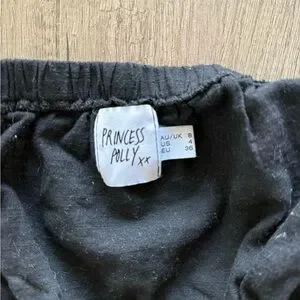 PRINCESS
POLLY xx
AU/UK 8
US 4
EU 36